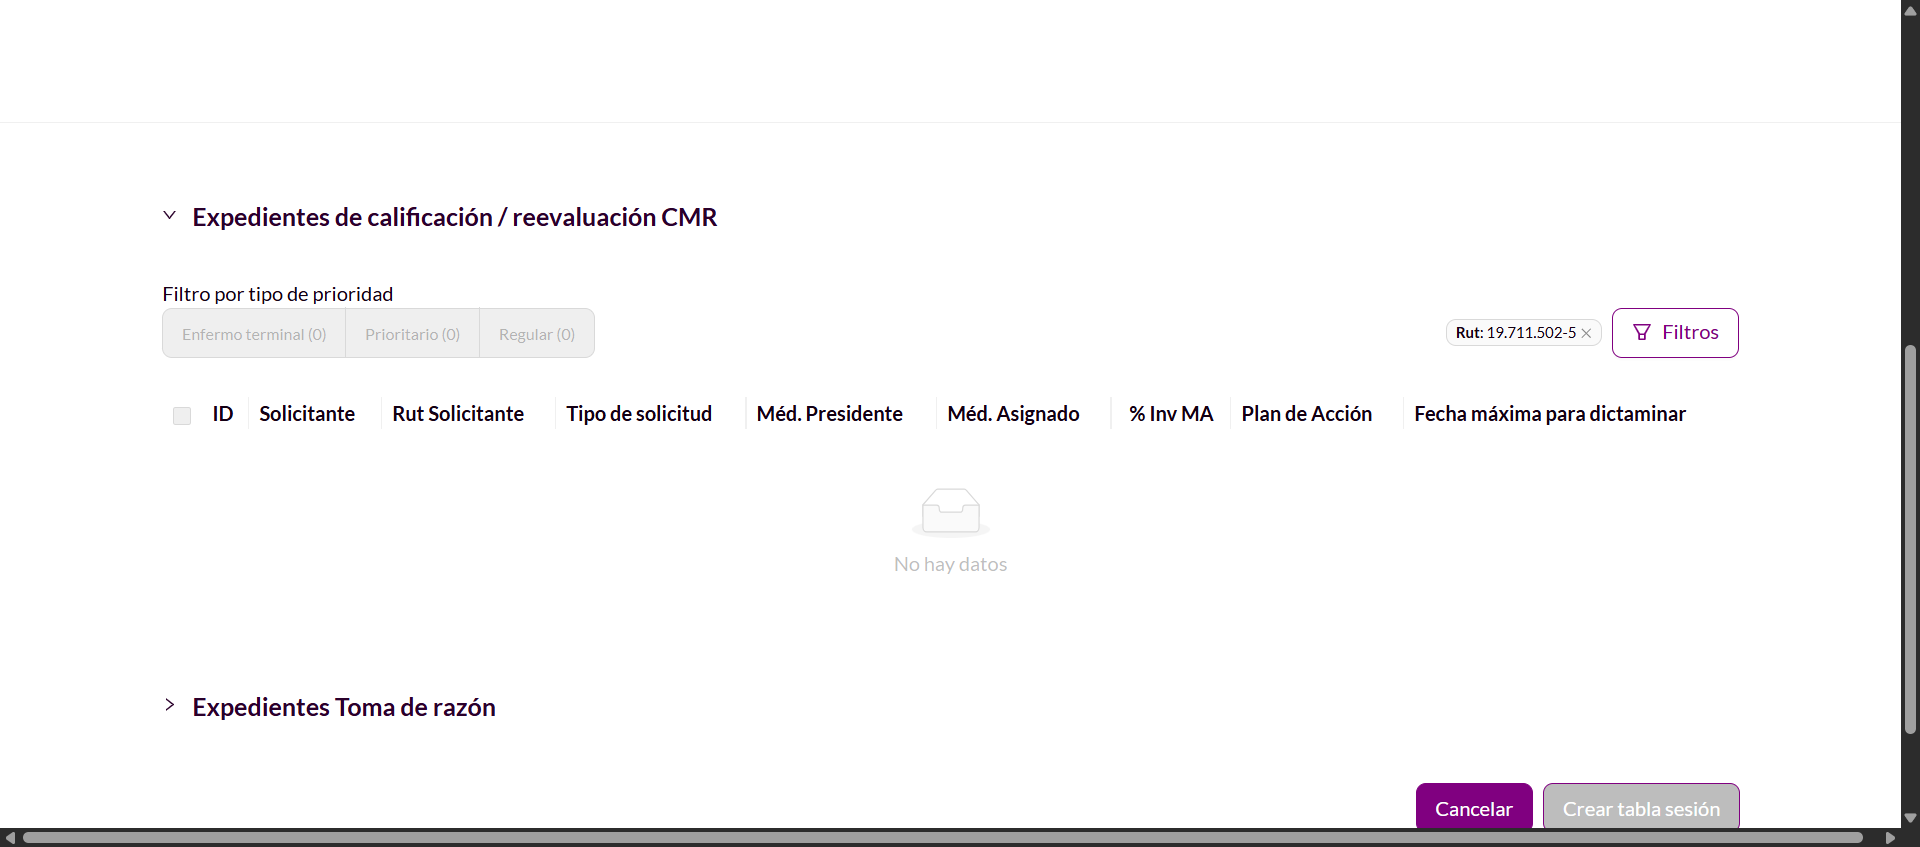 Expedientes de calificación / reevaluación CMR
Filtro por tipo de prioridad
Enfermo terminal (0) Prioritario (0) Regular (0)
Rut: 19.711.502-5 Filtros
ID Solicitante Rut Solicitante Tipo de solicitud Méd. Presidente Méd. Asignado % Inv MA Plan de Acción Fecha máxima para dictaminar
No hay datos
Expedientes Toma de razón
Cancelar Crear tabla sesión